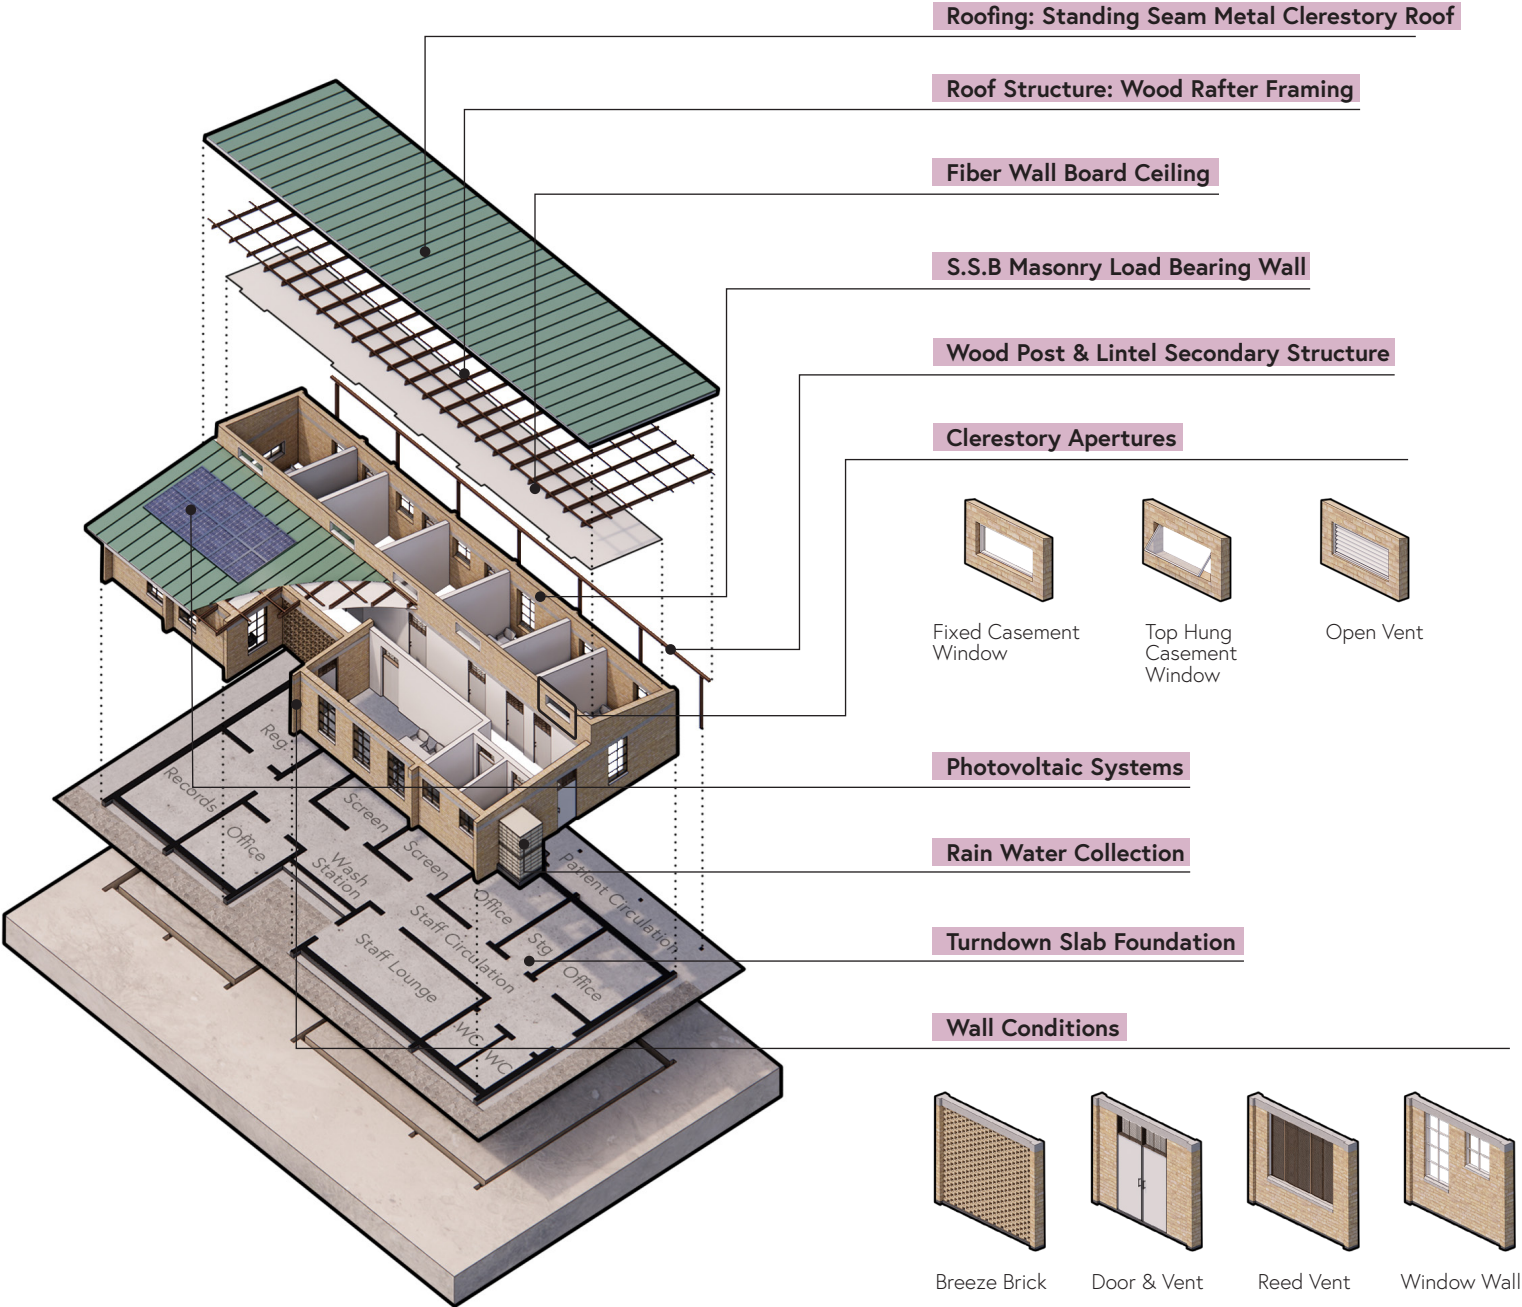 Roofing: Standing Seam Metal Clerestory Roof
Roof Structure: Wood Rafter Framing
Fiber Wall Board Ceiling
S.S.B Masonry Load Bearing Wall
Wood Post & Lintel Secondary Structure
Clerestory Apertures
Fixed Casement
Window
Top Hung
Casement
Window
Open Vent
Photovoltaic Systems
Rain Water Collection
Turndown Slab Foundation
Wall Conditions
Breeze Brick
Door & Vent
Reed Vent
Window Wall
Reg.
Records
Office
Screen
Screen
Wash
Station
Office
Patient Circulation
Staff Circulation
Stg
Office
Staff Lounge
WC
WC